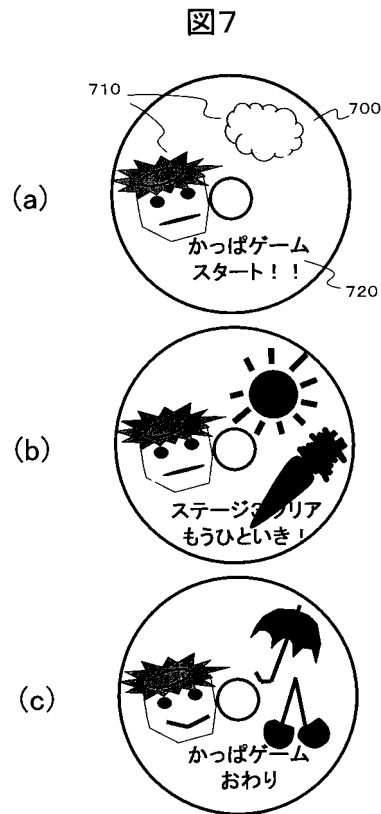 図7
710
700
(a)
かっぱゲーム
スタート！！
720
(b)
ステージ3クリア
もうひといき！
(c)
かっぱゲーム
おわり